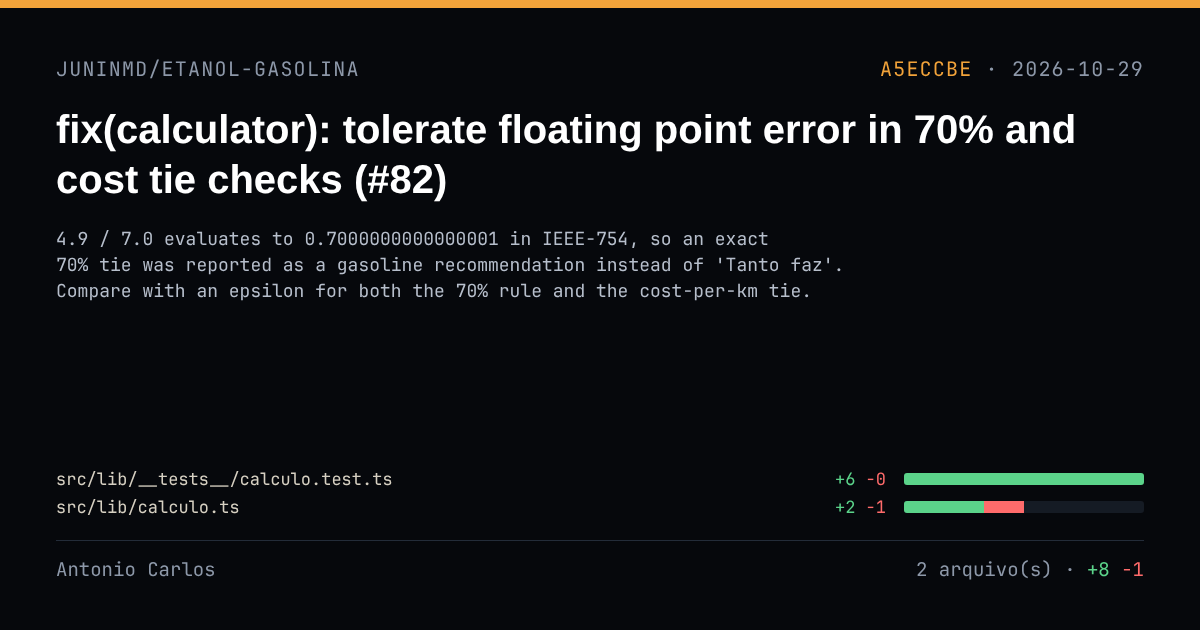 JUNINMD/ETANOL-GASOLINA
A5ECCBE · 2026-10-29
fix(calculator): tolerate floating point error in 70% and
cost tie checks (#82)
4.9 / 7.0 evaluates to 0.7000000000000001 in IEEE-754, so an exact
70% tie was reported as a gasoline recommendation instead of 'Tanto faz'.
Compare with an epsilon for both the 70% rule and the cost-per-km tie.
src/lib/__tests__/calculo.test.ts +6 -0
src/lib/calculo.ts +2 -1
Antonio Carlos
2 arquivo(s) · +8 -1